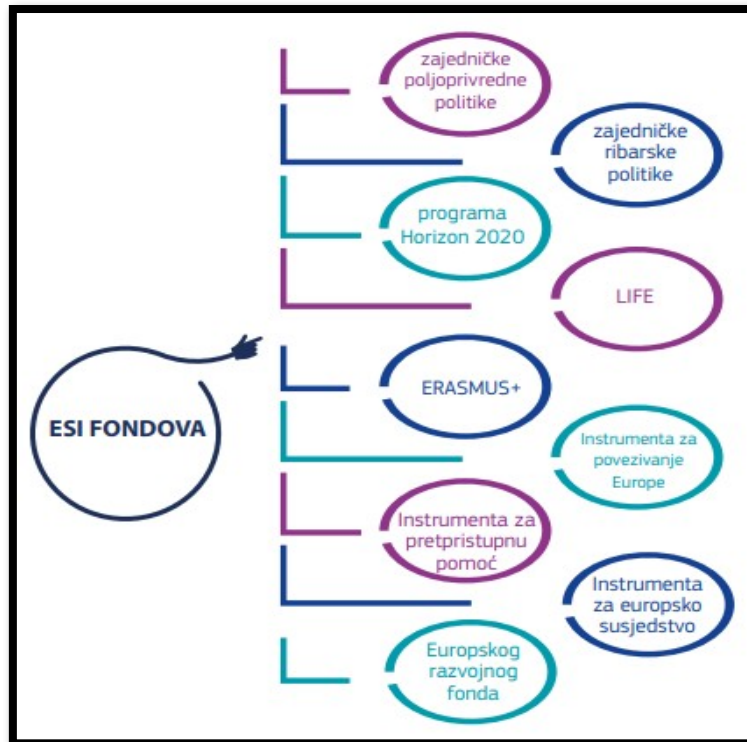 zajedničke
poljoprivredne
politike
zajedničke
ribarske
politike
programa
Horizon 2020
LIFE
ESI FONDOVA
ERASMUS+
Instrumenta za
povezivanje
Europe
Instrumenta za
pretpristupnu
pomoć
Instrumenta
za europsko
susjedstvo
Europskog
razvojnog
fonda